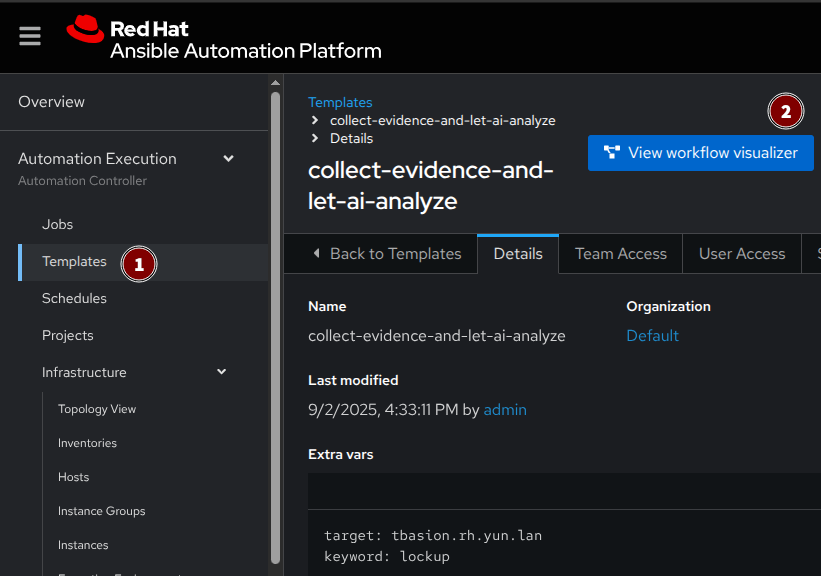 Red Hat
Ansible Automation Platform
Overview
Automation Execution
Automation Controller
Jobs
Templates
1
Schedules
Projects
Infrastructure
Topology View
Inventories
Hosts
Instance Groups
Instances
Templates
collect-evidence-and-let-ai-analyze
Details
collect-evidence-and-
let-ai-analyze
2
View workflow visualizer
Back to Templates
Details
Team Access
User Access
Name
collect-evidence-and-let-ai-analyze
Organization
Default
Last modified
9/2/2025, 4:33:11 PM by admin
Extra vars
target: tbasion.rh.yun.lan
keyword: lockup